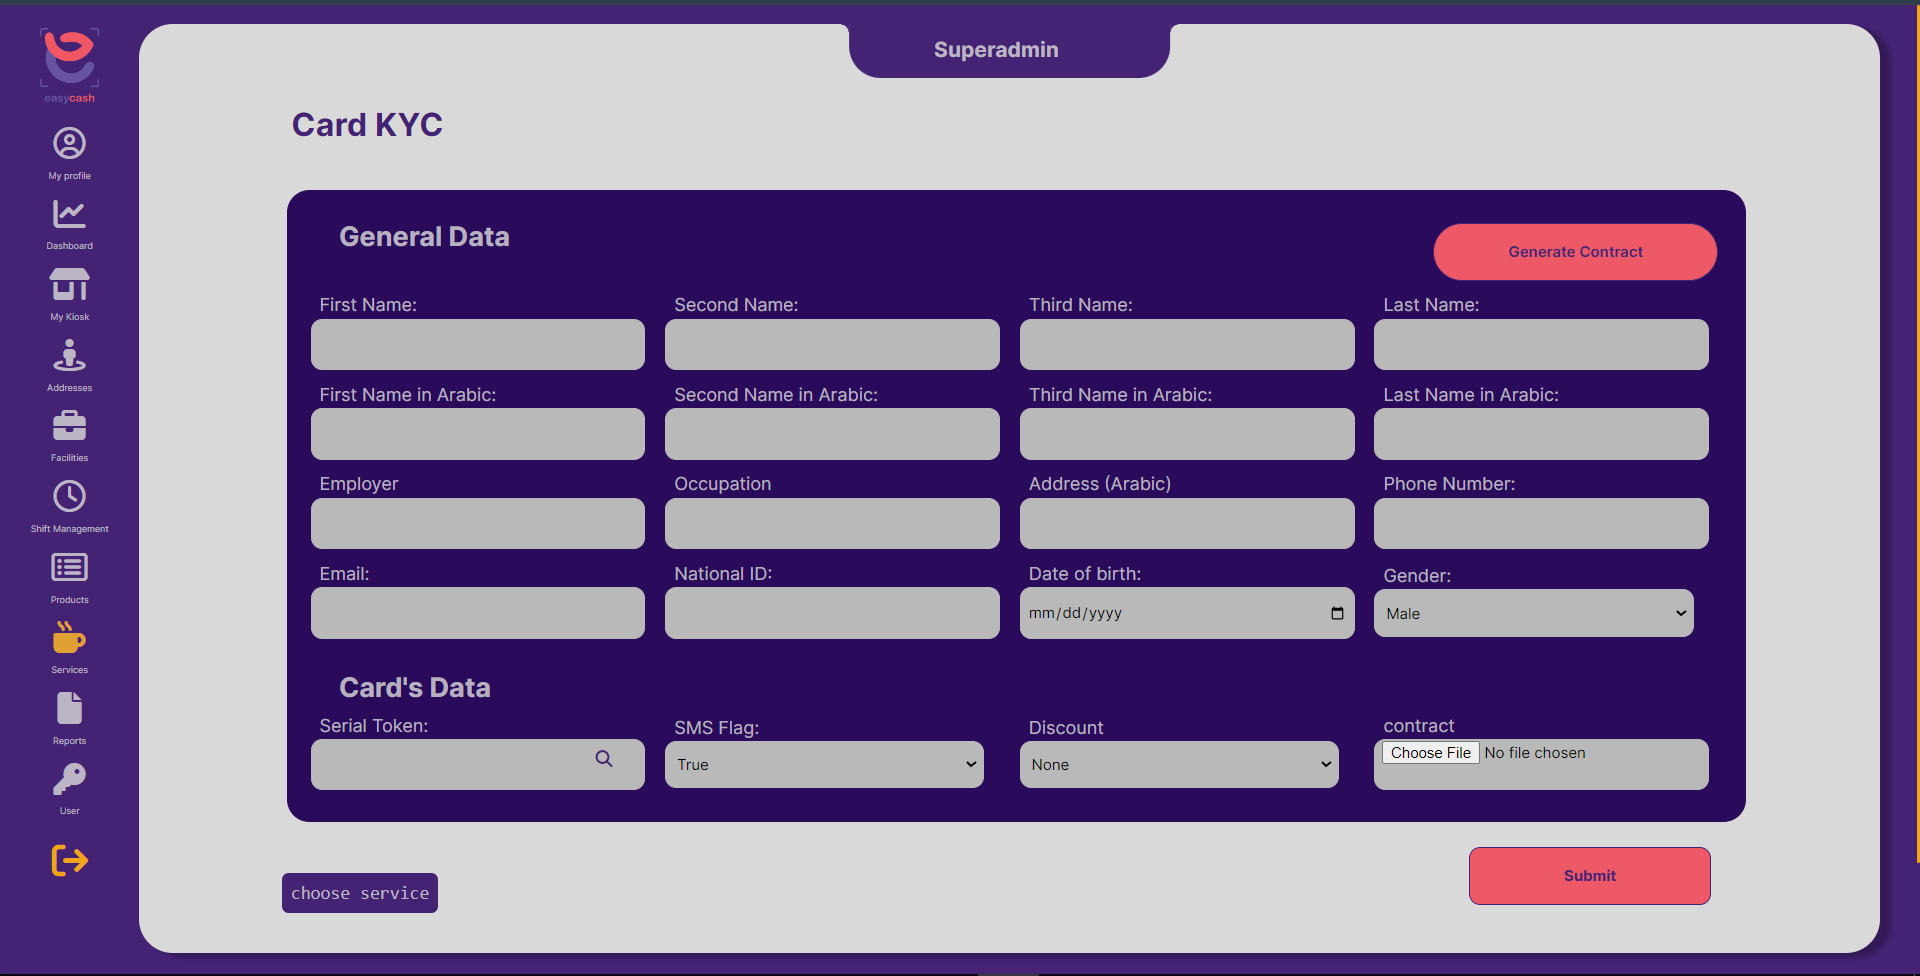 Superadmin
easycash
Card KYC
My profile
Dashboard
My Kiosk
Addresses
Facilities
Shift Management
Products
Services
Reports
User
General Data
Generate Contract
First Name:
Second Name:
Third Name:
Last Name:
First Name in Arabic:
Second Name in Arabic:
Third Name in Arabic:
Last Name in Arabic:
Employer
Occupation
Address (Arabic)
Phone Number:
Email:
National ID:
Date of birth:
Gender:
mm/dd/yyyy
Male
Card's Data
Serial Token:
SMS Flag:
Discount
contract
True
None
Choose File No file chosen
choose service
Submit